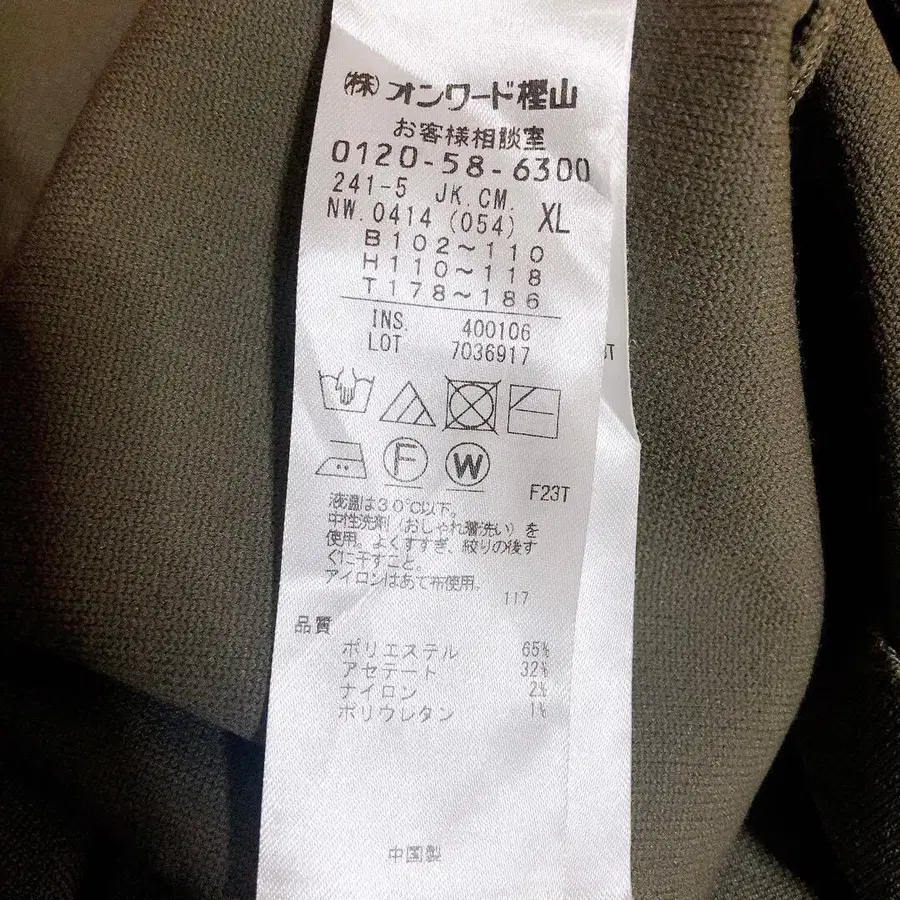 ㈱オンワード樫山
お客様相談室
0120-58-6300
241-5 JK.CM.
NW.0414 (054) XL
B102〜110
H110〜118
T178〜186
INS. 400106
LOT 7036917
F W
F23T
液温は30℃以下。
中性洗剤(おしゃれ着洗い)を
使用。よくすすぎ、絞りの後す
ぐに干すこと。
アイロンはあて布使用。
117
品質
ポリエステル 65%
アセテート 32%
ナイロン 2%
ポリウレタン 1%
中国製